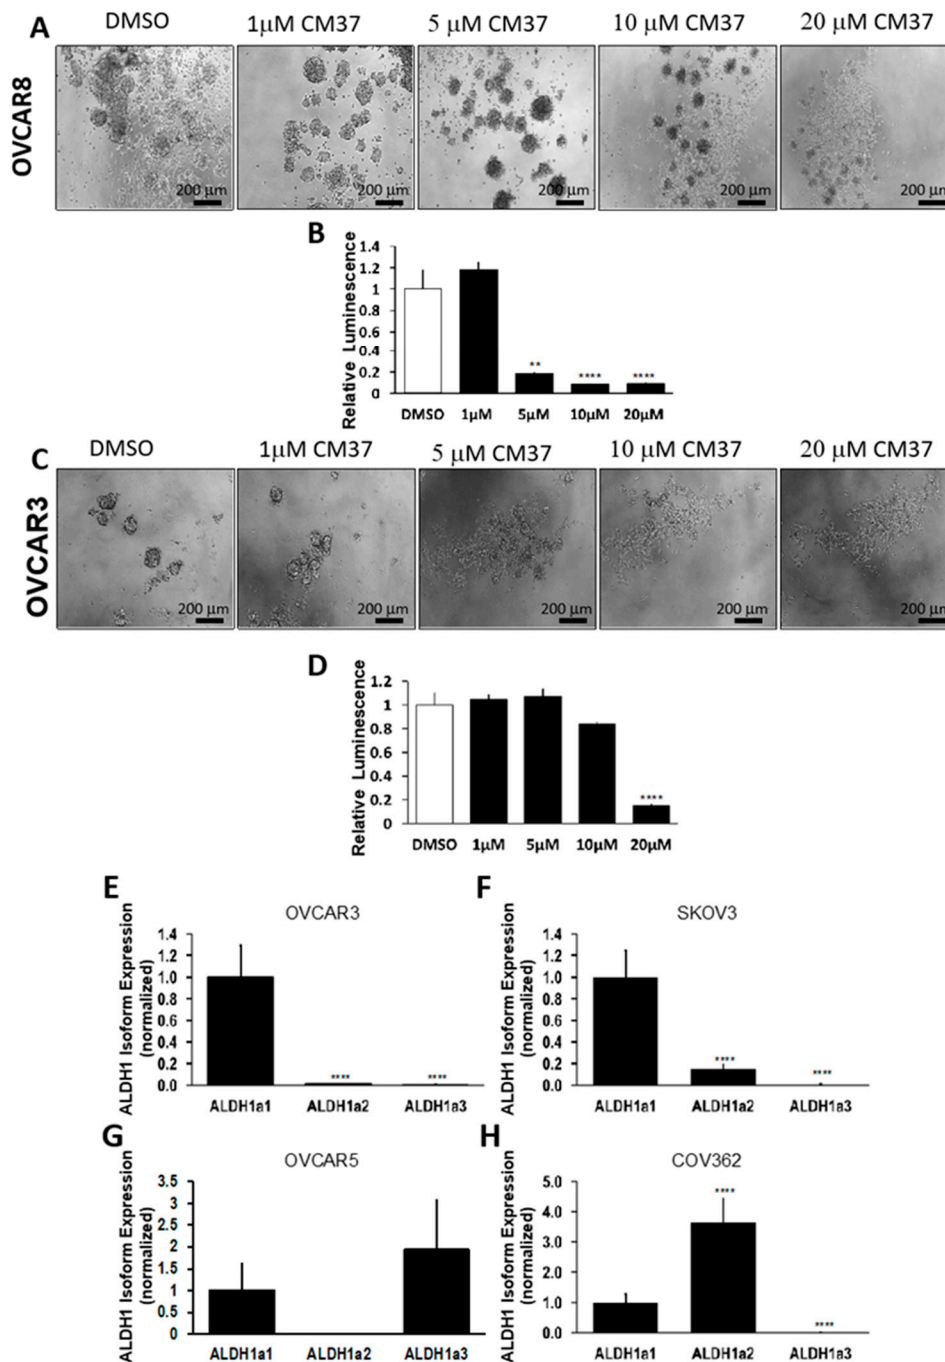 A
DMSO 1μM CM37 5 μM CM37 10 μM CM37 20 μM CM37
OVCAR8
200 μm 200 μm 200 μm 200 μm 200 μm
B
Relative Luminescence
1.4
1.2
1
0.8
0.6
0.4
0.2
0
** **** ****
DMSO 1μM 5μM 10μM 20μM
C
DMSO 1μM CM37 5 μM CM37 10 μM CM37 20 μM CM37
OVCAR3
200 μm 200 μm 200 μm 200 μm 200 μm
D
Relative Luminescence
1.2
1
0.8
0.6
0.4
0.2
0
****
DMSO 1μM 5μM 10μM 20μM
E
OVCAR3
ALDH1 Isoform Expression
(normalized)
1.4
1.2
1.0
0.8
0.6
0.4
0.2
0.0
**** ****
ALDH1a1 ALDH1a2 ALDH1a3
F
SKOV3
ALDH1 Isoform Expression
(normalized)
1.4
1.2
1.0
0.8
0.6
0.4
0.2
0.0
**** ****
ALDH1a1 ALDH1a2 ALDH1a3
G
OVCAR5
ALDH1 Isoform Expression
(normalized)
3.5
3
2.5
2
1.5
1
0.5
0
ALDH1a1 ALDH1a2 ALDH1a3
H
COV362
ALDH1 Isoform Expression
(normalized)
5.0
4.0
3.0
2.0
1.0
0.0
**** ****
ALDH1a1 ALDH1a2 ALDH1a3